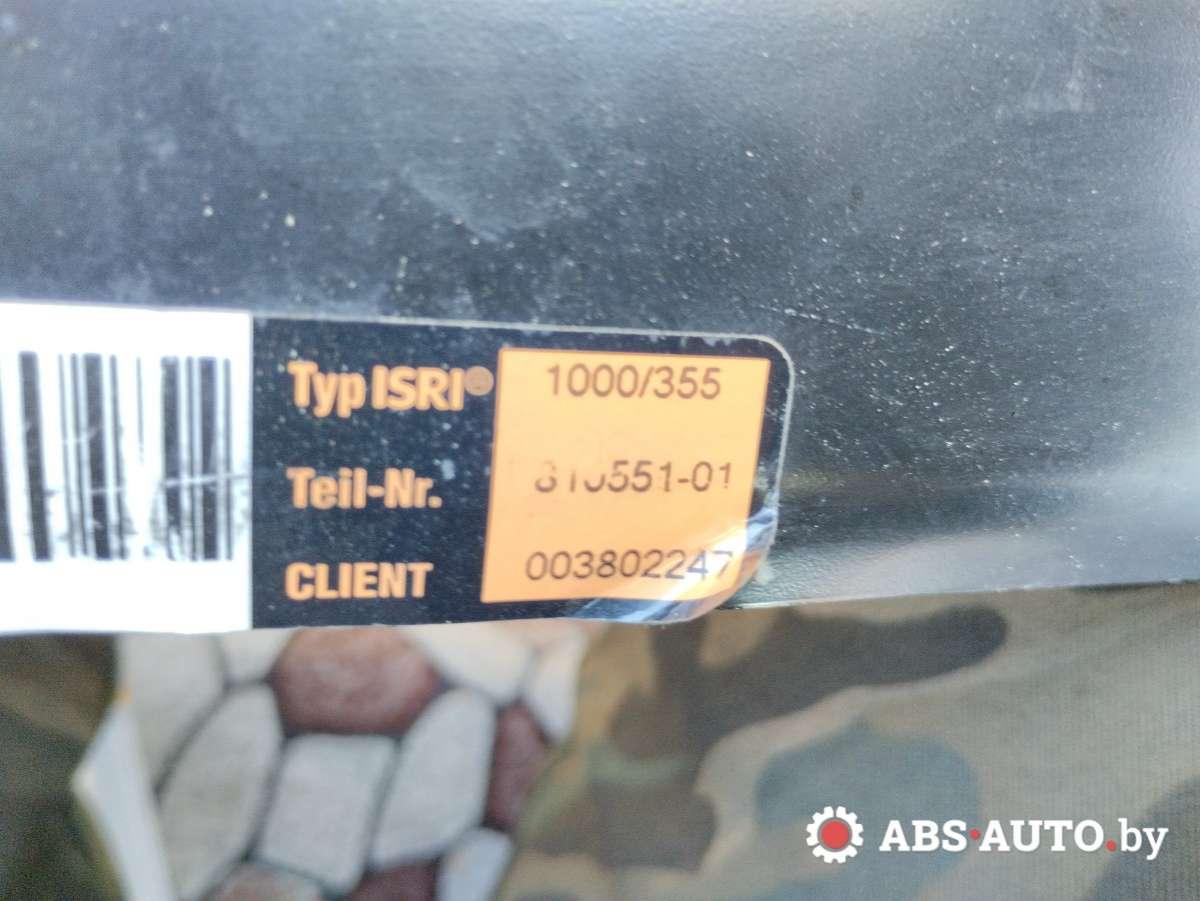 Typ ISRI® 1000/355
Teil-Nr.
CLIENT 003802247
ABS·AUTO.by